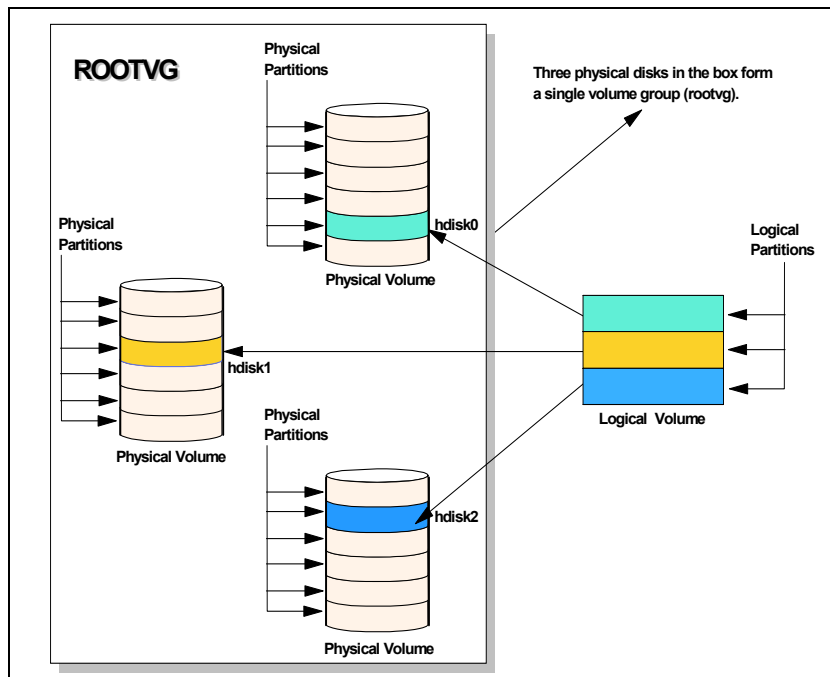 ROOTVG
Physical
Partitions
Three physical disks in the box form
a single volume group (rootvg).
hdisk0
Physical Volume
Physical
Partitions
Logical
Partitions
hdisk1
Physical Volume
Logical Volume
Physical
Partitions
hdisk2
Physical Volume